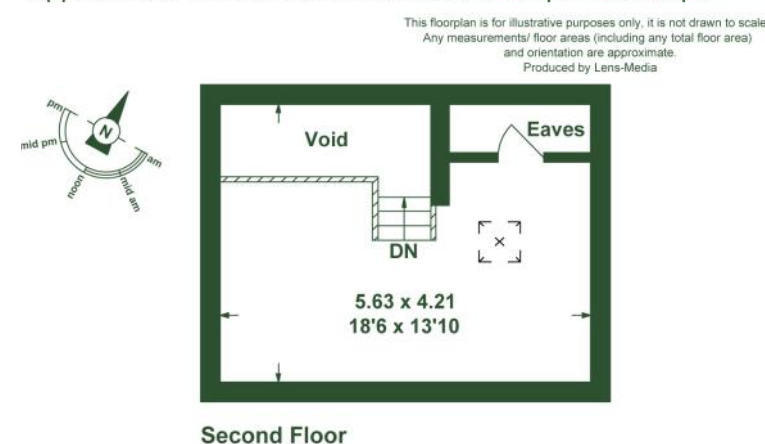 This floorplan is for illustrative purposes only, it is not drawn to scale
Any measurements/ floor areas (including any total floor area)
and orientation are approximate.
Produced by Lens-Media
pm
N
am
mid pm
noon
mid am
Void
Eaves
DN
5.63 x 4.21
18'6 x 13'10
Second Floor